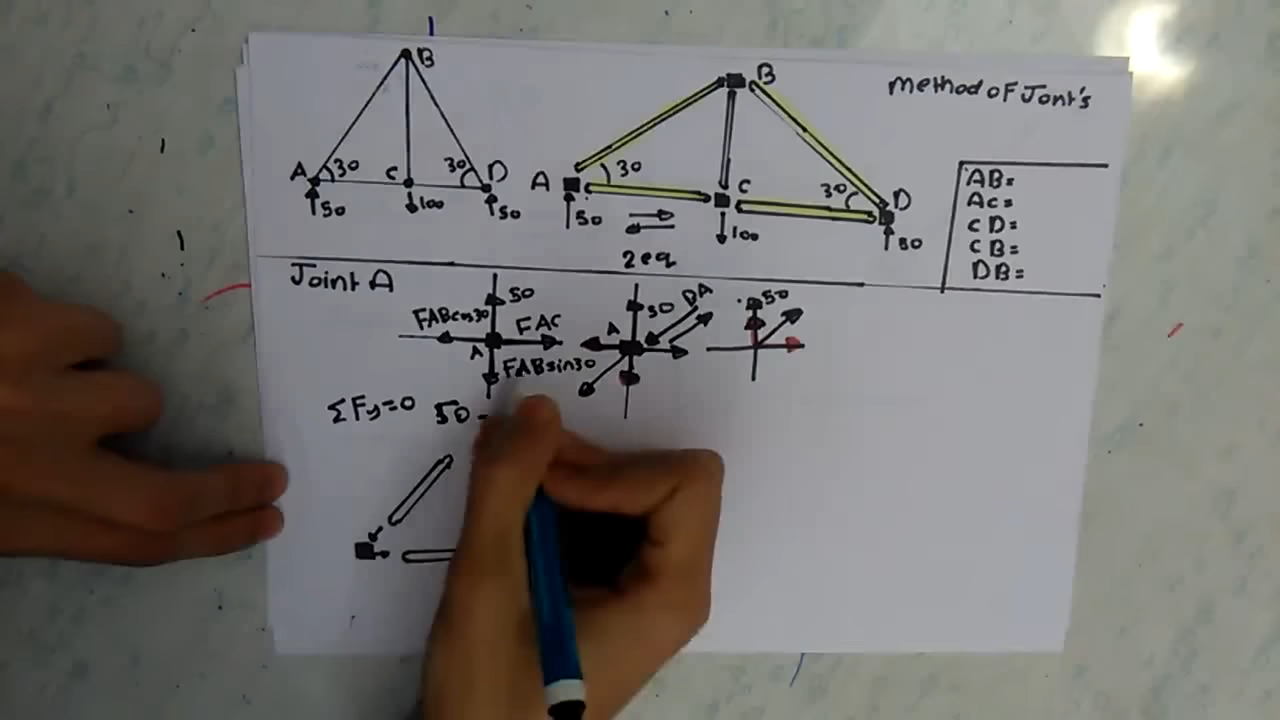 method of Jont's
B
A 30 C 30 D
50 100 50
B
A 30 C 30 D
50 100 50
2eq
AB=
AC=
CD=
CB=
DB=
Joint A
50
FABcos30 FAC
A
FABsin30
50 BA
A
50
ΣFy=0 50-